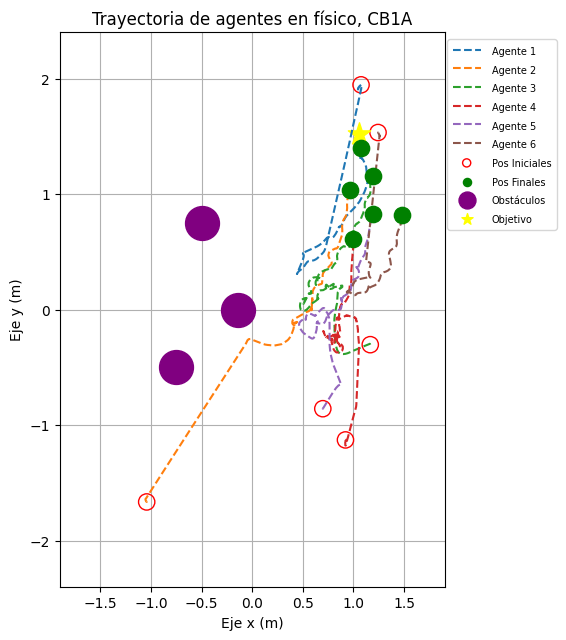 Trayectoria de agentes en físico, CB1A
Agente 1
Agente 2
Agente 3
Agente 4
Agente 5
Agente 6
Pos Iniciales
Pos Finales
Obstáculos
Objetivo
Eje y (m)
2
1
0
−1
−2
−1.5
−1.0
−0.5
0.0
0.5
1.0
1.5
Eje x (m)